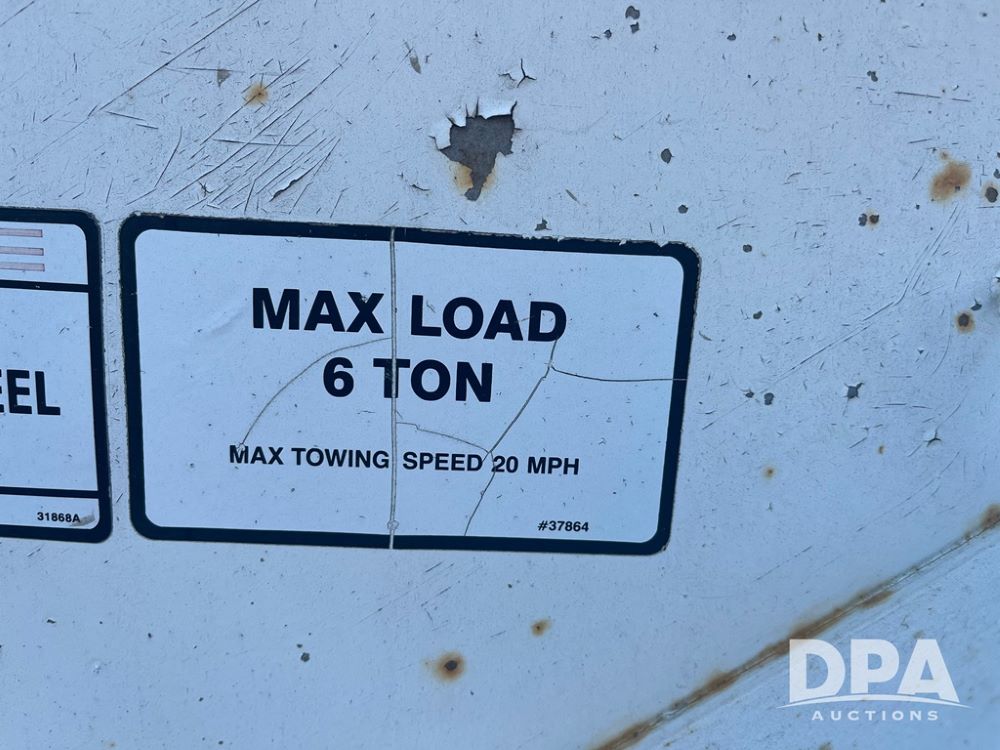 EEL
31868A
MAX LOAD
6 TON
MAX TOWING SPEED 20 MPH
#37864
DPA
AUCTIONS